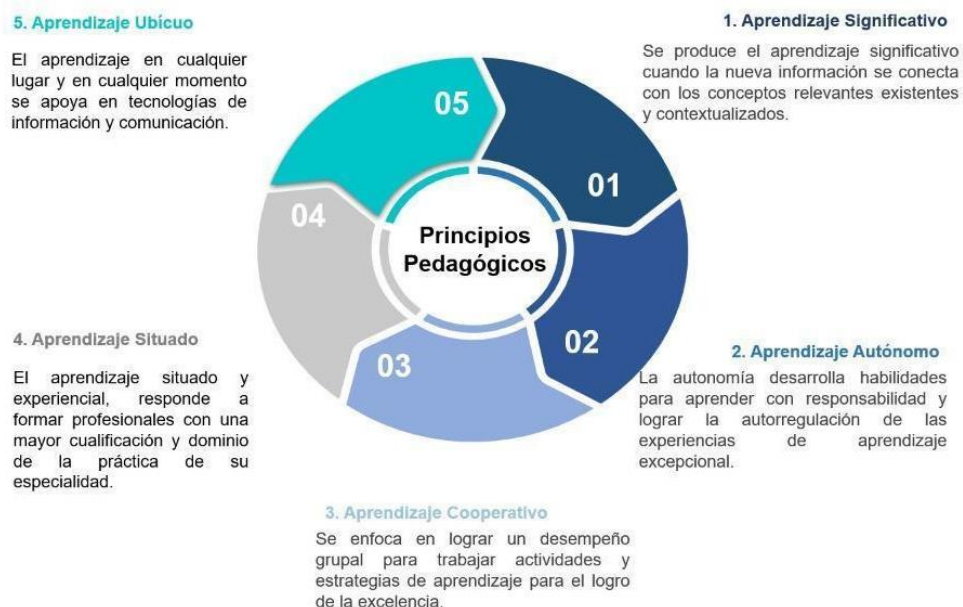 5. Aprendizaje Ubícuo
El aprendizaje en cualquier
lugar y en cualquier momento
se apoya en tecnologías de
información y comunicación.
1. Aprendizaje Significativo
Se produce el aprendizaje significativo
cuando la nueva información se conecta
con los conceptos relevantes existentes
y contextualizados.
05
01
04
Principios
Pedagógicos
02
03
4. Aprendizaje Situado
El aprendizaje situado y
experiencial, responde a
formar profesionales con una
mayor cualificación y dominio
de la práctica de su
especialidad.
2. Aprendizaje Autónomo
La autonomía desarrolla habilidades
para aprender con responsabilidad y
lograr la autorregulación de las
experiencias de aprendizaje
excepcional.
3. Aprendizaje Cooperativo
Se enfoca en lograr un desempeño
grupal para trabajar actividades y
estrategias de aprendizaje para el logro
de la excelencia.